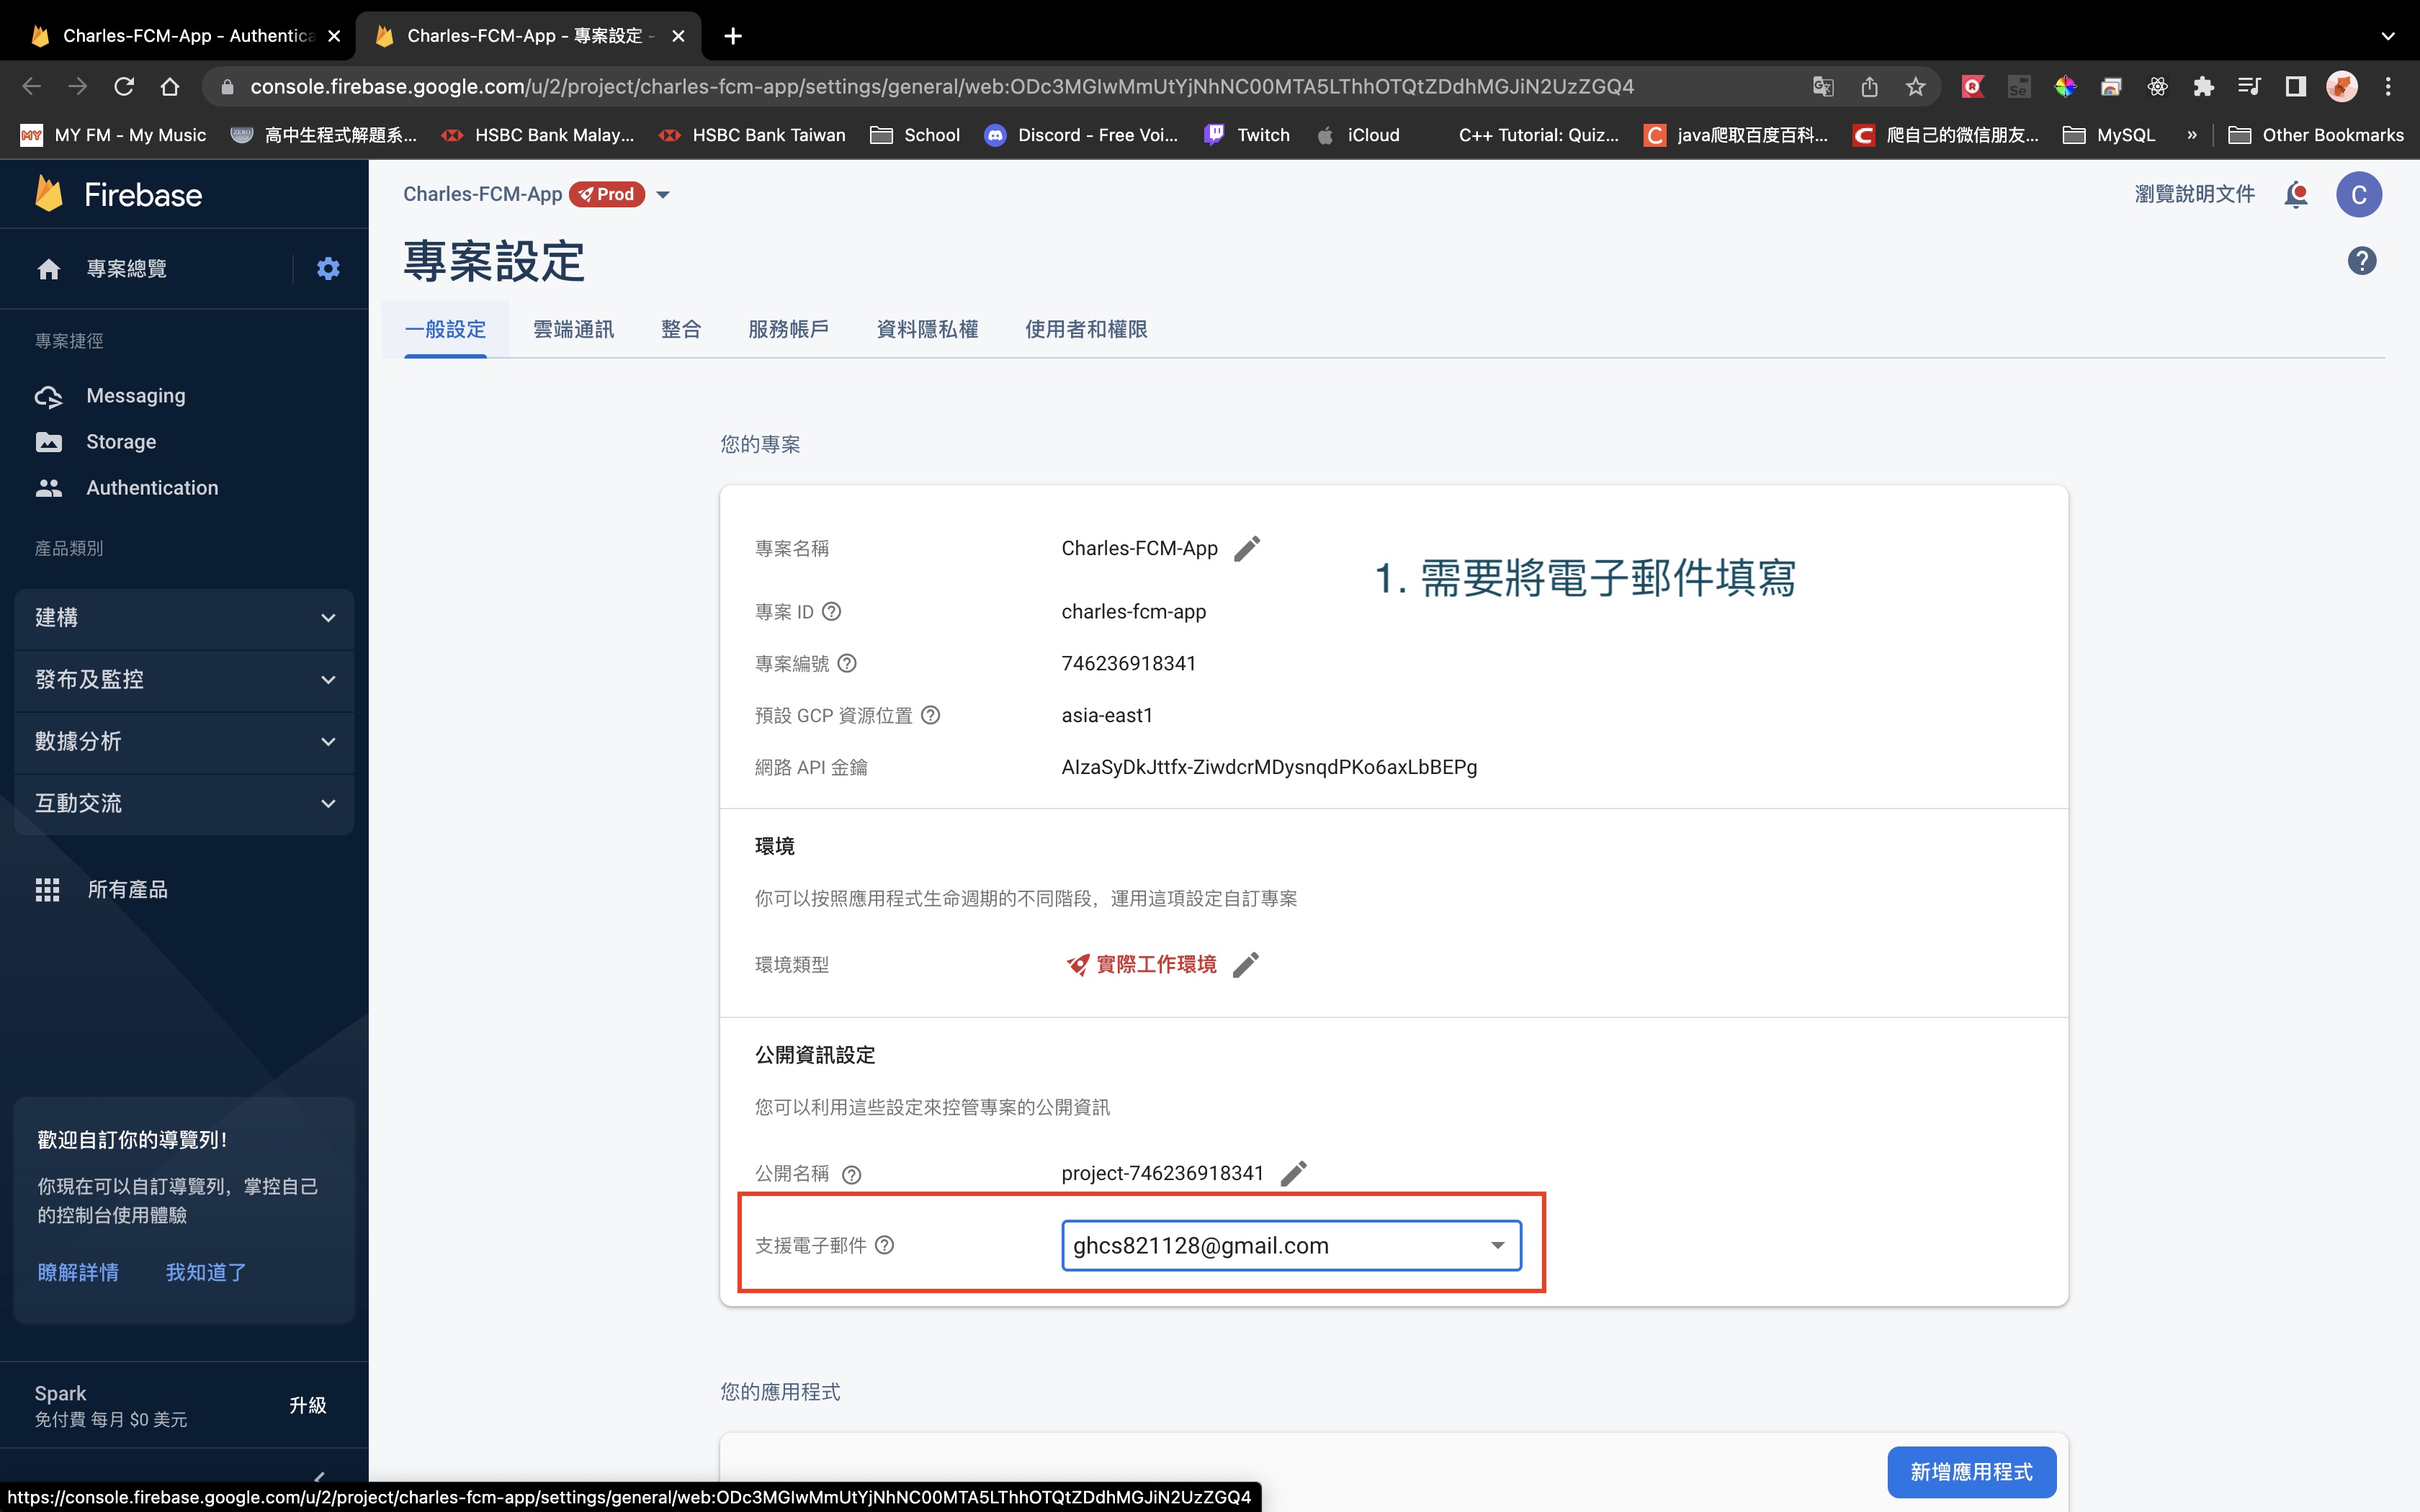 Charles-FCM-App - Authentica
Charles-FCM-App - 專案設定 -
console.firebase.google.com/u/2/project/charles-fcm-app/settings/general/web:ODc3MGIwMmUtYjNhNC00MTA5LThhOTQtZDdhMGJiN2UzZGQ4
MY FM - My Music
高中生程式解題系...
HSBC Bank Malay...
HSBC Bank Taiwan
School
Discord - Free Voi...
Twitch
iCloud
C++ Tutorial: Quiz...
java爬取百度百科...
爬自己的微信朋友...
MySQL
»
Other Bookmarks
Firebase
Charles-FCM-App Prod
瀏覽說明文件
C
專案總覽
專案設定
一般設定 雲端通訊 整合 服務帳戶 資料隱私權 使用者和權限
專案捷徑
Messaging
Storage
Authentication
產品類別
建構
發布及監控
數據分析
互動交流
所有產品
歡迎自訂你的導覽列！
你現在可以自訂導覽列，掌控自己
的控制台使用體驗
瞭解詳情 我知道了
Spark
免付費 每月 $0 美元
升級
您的專案
專案名稱 Charles-FCM-App
1. 需要將電子郵件填寫
專案 ID charles-fcm-app
專案編號 746236918341
預設 GCP 資源位置 asia-east1
網路 API 金鑰 AIzaSyDkJttfx-ZiwdcrMDysnqdPKo6axLbBEPg
環境
你可以按照應用程式生命週期的不同階段，運用這項設定自訂專案
環境類型 實際工作環境
公開資訊設定
您可以利用這些設定來控管專案的公開資訊
公開名稱 project-746236918341
支援電子郵件 ghcs821128@gmail.com
您的應用程式
新增應用程式
https://console.firebase.google.com/u/2/project/charles-fcm-app/settings/general/web:ODc3MGIwMmUtYjNhNC00MTA5LThhOTQtZDdhMGJiN2UzZGQ4